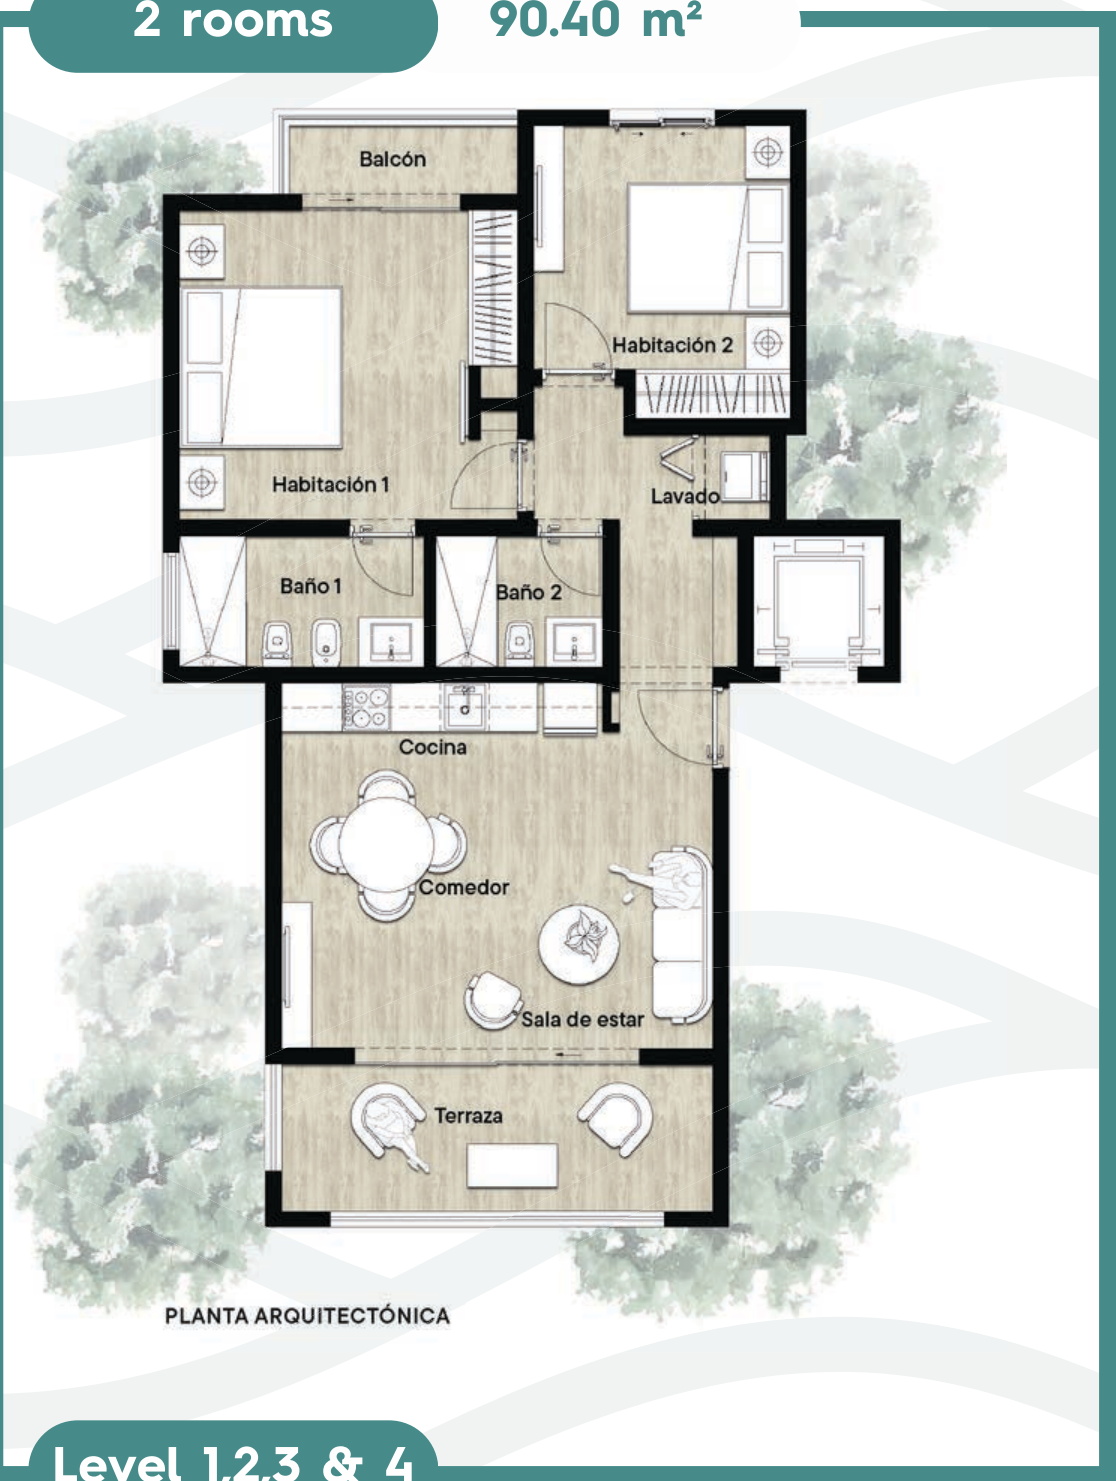 2 rooms
90.40 m²
Balcón
Habitación 2
Habitación 1
Lavado
Baño 1
Baño 2
Cocina
Comedor
Sala de estar
Terraza
PLANTA ARQUITECTÓNICA
Level 1,2,3 & 4